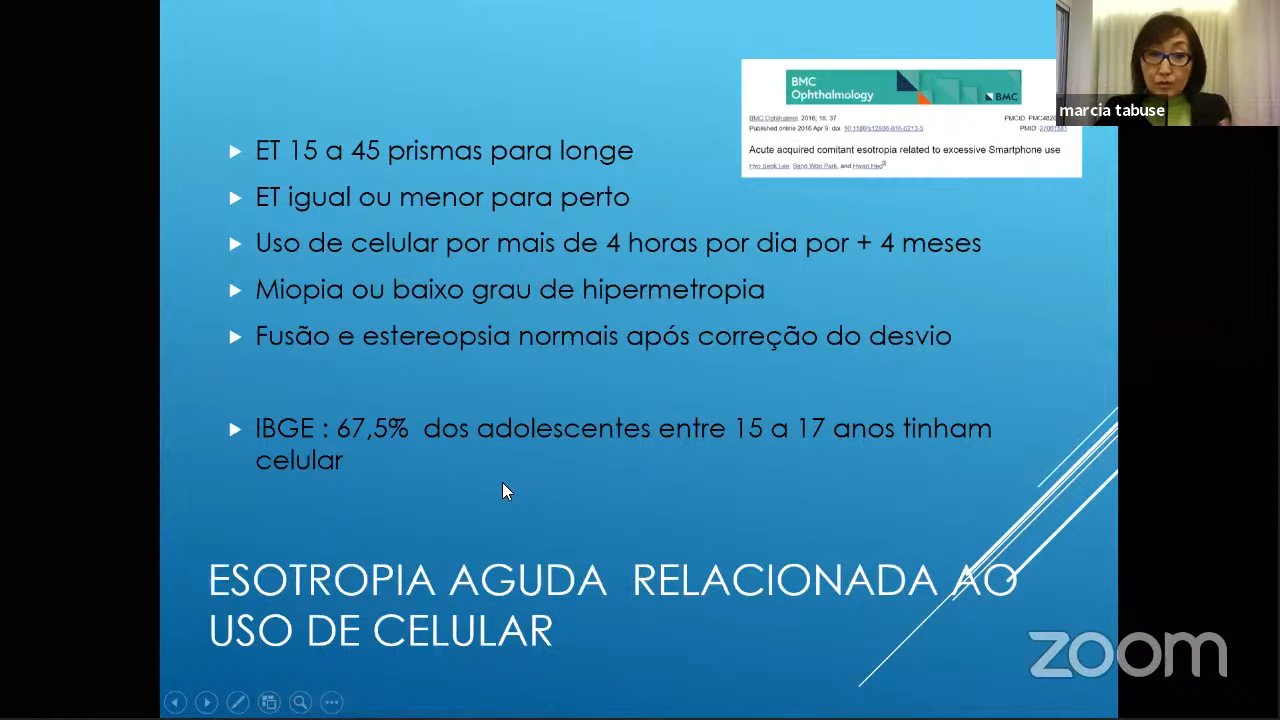 marcia tabuse
BMC
Ophthalmology
BMC
BMC Ophthalmol. 2016; 16: 37
Published online 2016 Apr 9. doi: 10.1186/s12886-016-0213-5
PMID:
Acute acquired comitant esotropia related to excessive Smartphone use
Hyo Seok Lee, Sang Woo Park, and Hwan Heo
ET 15 a 45 prismas para longe
ET igual ou menor para perto
Uso de celular por mais de 4 horas por dia por + 4 meses
Miopia ou baixo grau de hipermetropia
Fusão e estereopsia normais após correção do desvio
IBGE : 67,5% dos adolescentes entre 15 a 17 anos tinham
celular
ESOTROPIA AGUDA RELACIONADA AO
USO DE CELULAR
zoom